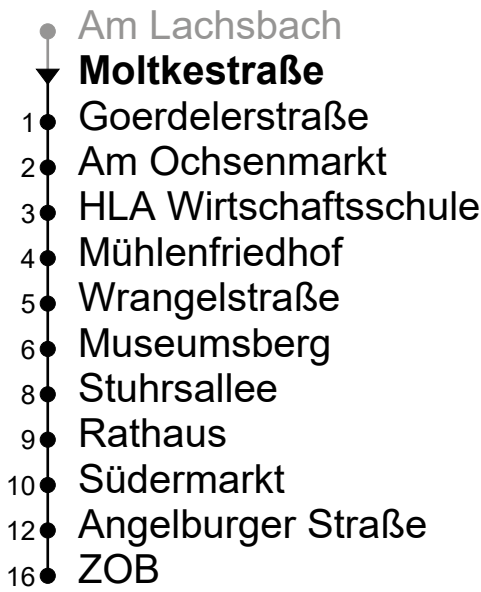 Am Lachsbach
Moltkestraße
1 Goerdelerstraße
2 Am Ochsenmarkt
3 HLA Wirtschaftsschule
4 Mühlenfriedhof
5 Wrangelstraße
6 Museumsberg
8 Stuhrsallee
9 Rathaus
10 Südermarkt
12 Angelburger Straße
16 ZOB